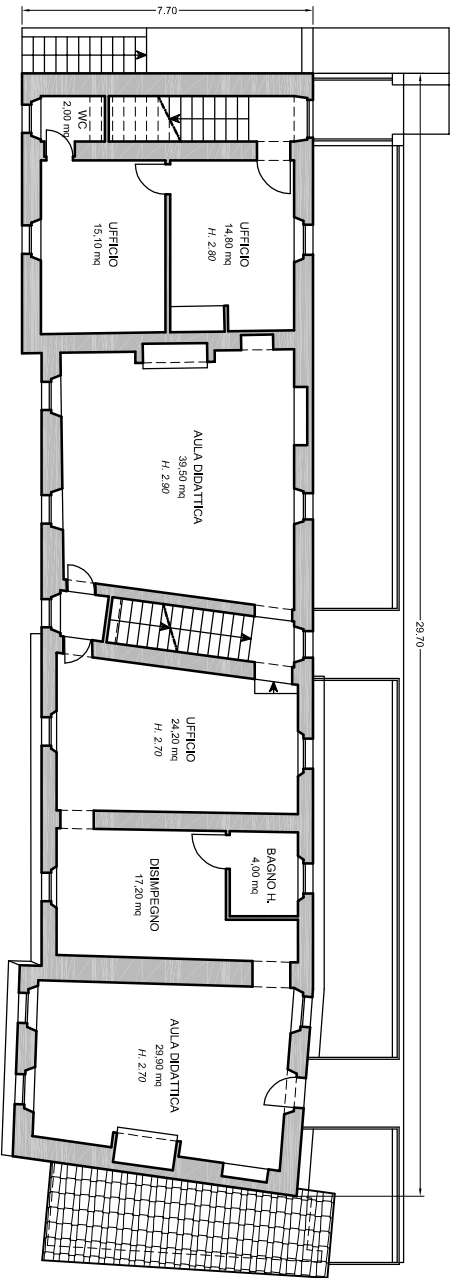 7.70
29.70
WC
2,00 mq
UFFICIO
14,80 mq
H. 2.80
UFFICIO
15,10 mq
AULA DIDATTICA
39,50 mq
H. 2.90
UFFICIO
24,20 mq
H. 2.70
BAGNO H.
4,00 mq
DISIMPEGNO
17,20 mq
AULA DIDATTICA
29,90 mq
H. 2.70